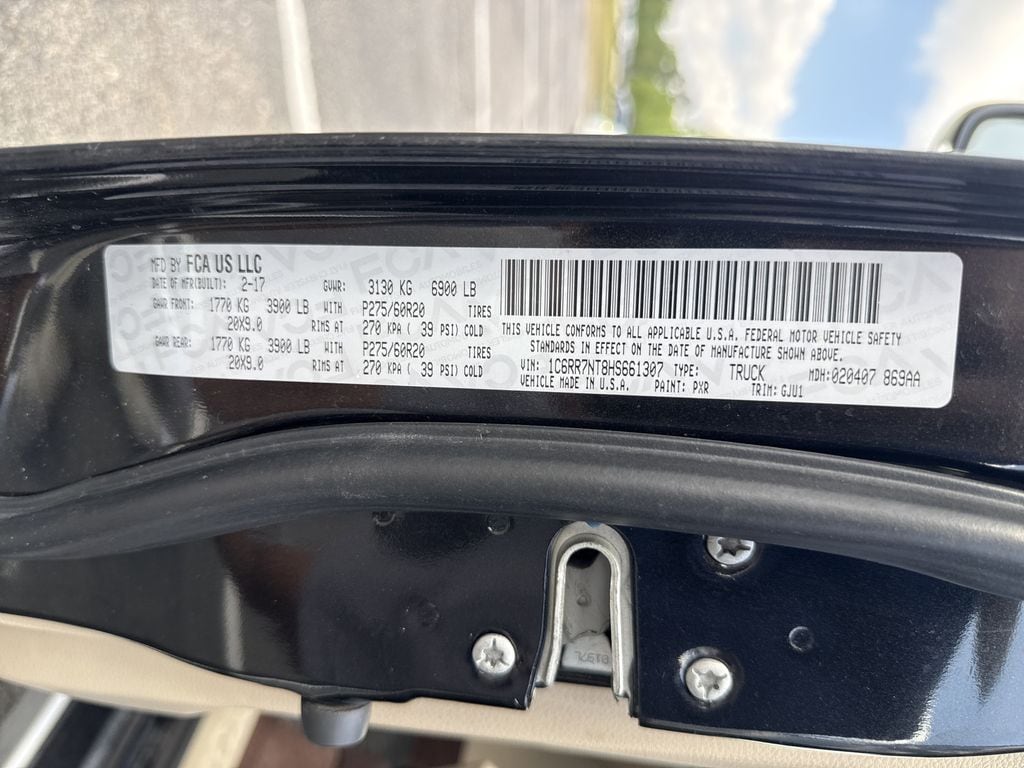 MFD BY FCA US LLC
DATE OF MFR(BUILT): 2-17 GVWR: 3130 KG 6900 LB
GAWR FRONT: 1770 KG 3900 LB WITH P275/60R20 TIRES
20X9.0 RIMS AT 270 KPA ( 39 PSI) COLD
GAWR REAR: 1770 KG 3900 LB WITH P275/60R20 TIRES
20X9.0 RIMS AT 270 KPA ( 39 PSI) COLD
THIS VEHICLE CONFORMS TO ALL APPLICABLE U.S.A. FEDERAL MOTOR VEHICLE SAFETY
STANDARDS IN EFFECT ON THE DATE OF MANUFACTURE SHOWN ABOVE.
VIN: 1C6RR7NT8HS661307 TYPE: TRUCK MDH:020407 869AA
VEHICLE MADE IN U.S.A. PAINT: PXR TRIM: GJU1